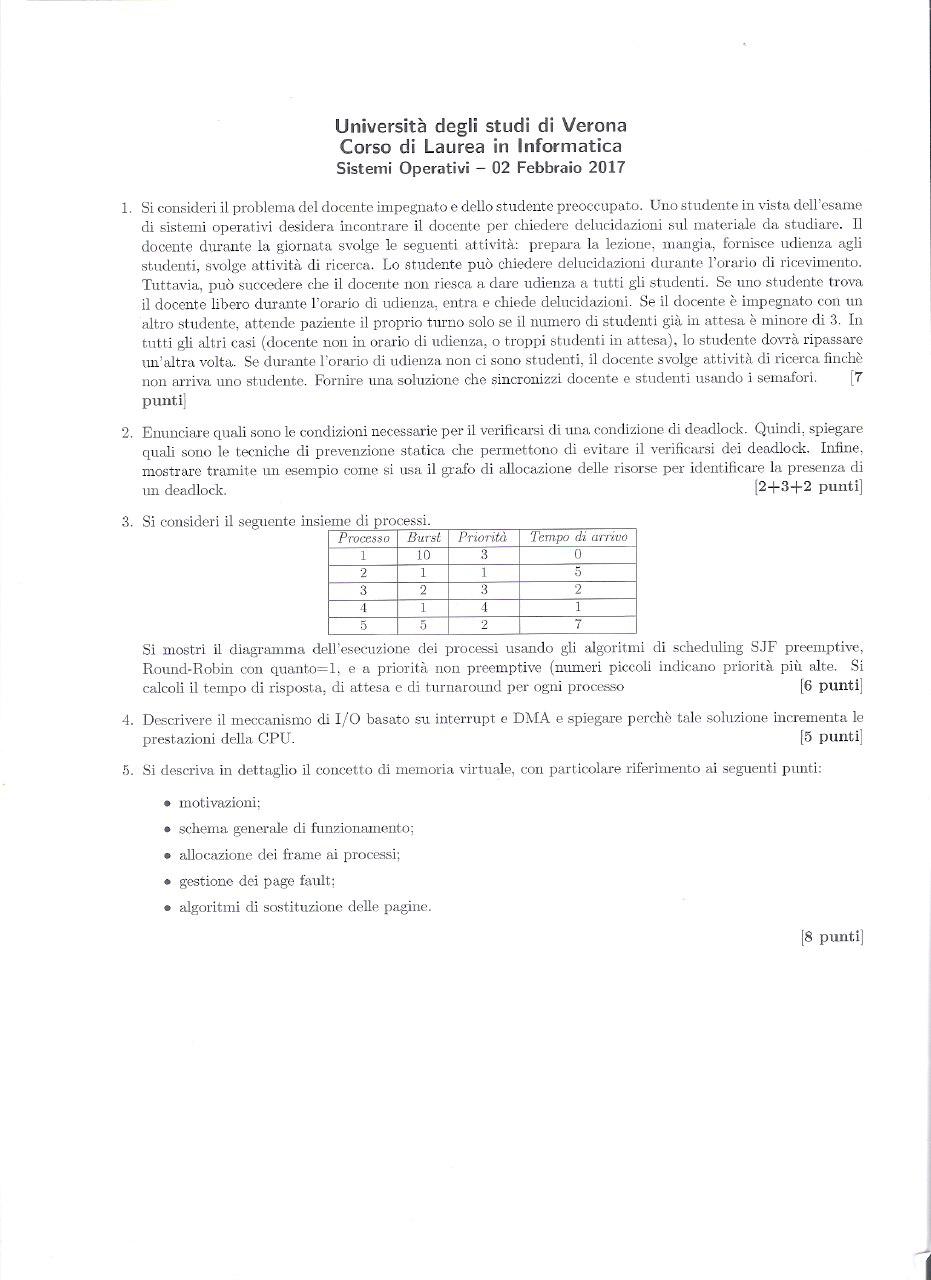 Università degli studi di Verona
Corso di Laurea in Informatica
Sistemi Operativi – 02 Febbraio 2017
1. Si consideri il problema del docente impegnato e dello studente preoccupato. Uno studente in vista dell'esame
di sistemi operativi desidera incontrare il docente per chiedere delucidazioni sul materiale da studiare. Il
docente durante la giornata svolge le seguenti attività: prepara la lezione, mangia, fornisce udienza agli
studenti, svolge attività di ricerca. Lo studente può chiedere delucidazioni durante l'orario di ricevimento.
Tuttavia, può succedere che il docente non riesca a dare udienza a tutti gli studenti. Se uno studente trova
il docente libero durante l'orario di udienza, entra e chiede delucidazioni. Se il docente è impegnato con un
altro studente, attende paziente il proprio turno solo se il numero di studenti già in attesa è minore di 3. In
tutti gli altri casi (docente non in orario di udienza, o troppi studenti in attesa), lo studente dovrà ripassare
un'altra volta. Se durante l'orario di udienza non ci sono studenti, il docente svolge attività di ricerca finchè
non arriva uno studente. Fornire una soluzione che sincronizzi docente e studenti usando i semafori. [7
punti]
2. Enunciare quali sono le condizioni necessarie per il verificarsi di una condizione di deadlock. Quindi, spiegare
quali sono le tecniche di prevenzione statica che permettono di evitare il verificarsi dei deadlock. Infine,
mostrare tramite un esempio come si usa il grafo di allocazione delle risorse per identificare la presenza di
un deadlock. [2+3+2 punti]
3. Si consideri il seguente insieme di processi.
Processo Burst Priorità Tempo di arrivo
1 10 3 0
2 1 1 5
3 2 3 2
4 1 4 1
5 5 2 7
Si mostri il diagramma dell'esecuzione dei processi usando gli algoritmi di scheduling SJF preemptive,
Round-Robin con quanto=1, e a priorità non preemptive (numeri piccoli indicano priorità più alte. Si
calcoli il tempo di risposta, di attesa e di turnaround per ogni processo [6 punti]
4. Descrivere il meccanismo di I/O basato su interrupt e DMA e spiegare perchè tale soluzione incrementa le
prestazioni della CPU. [5 punti]
5. Si descriva in dettaglio il concetto di memoria virtuale, con particolare riferimento ai seguenti punti:
• motivazioni;
• schema generale di funzionamento;
• allocazione dei frame ai processi;
• gestione dei page fault;
• algoritmi di sostituzione delle pagine.
[8 punti]